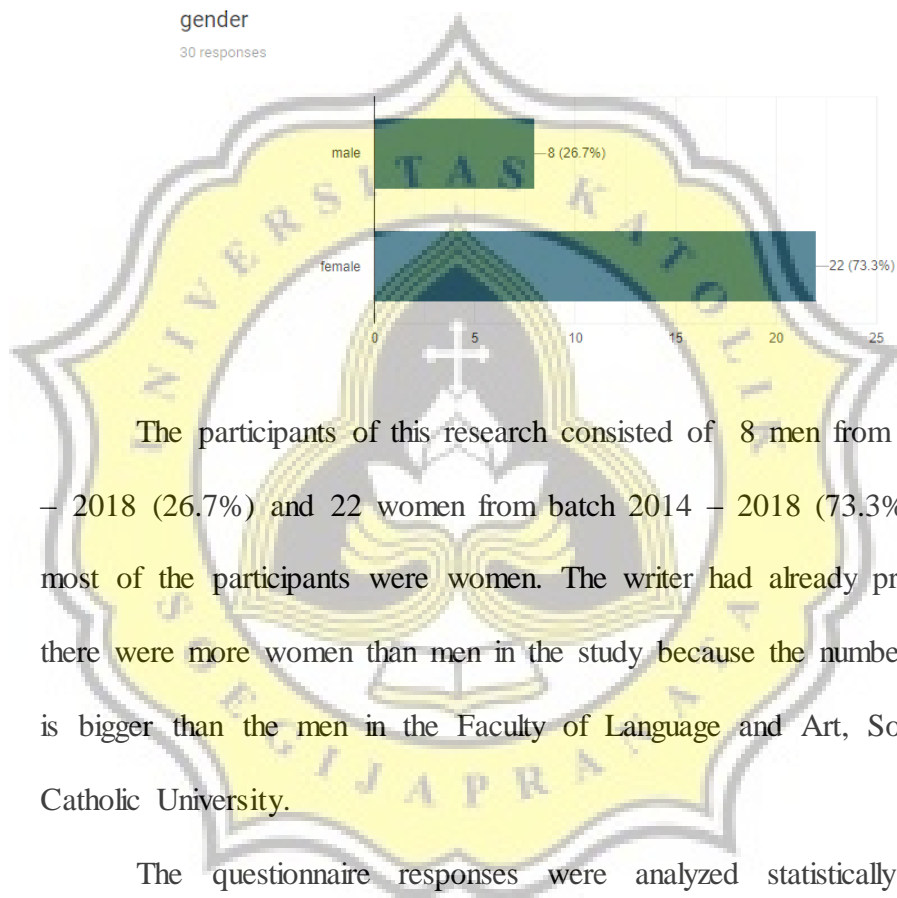 gender
30 responses
male
8 (26.7%)
female
22 (73.3%)
0 5 10 15 20 25
UNIVERSITAS KATOLIK
The participants of this research consisted of 8 men from
– 2018 (26.7%) and 22 women from batch 2014 – 2018 (73.3%
most of the participants were women. The writer had already
there were more women than men in the study because the
is bigger than the men in the Faculty of Language and Art,
Catholic University.
SOEGIJAPRANATA
The questionnaire responses were analyzed statistically